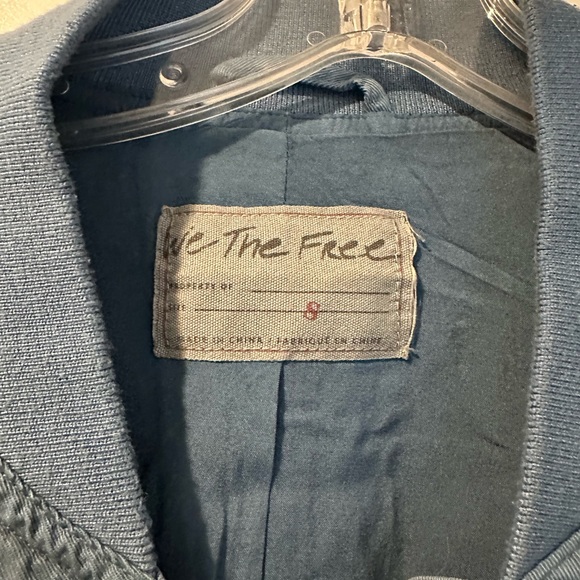 We The Free
PROPERTY OF
SIZE S
MADE IN CHINA / FABRIQUÉ EN CHINE